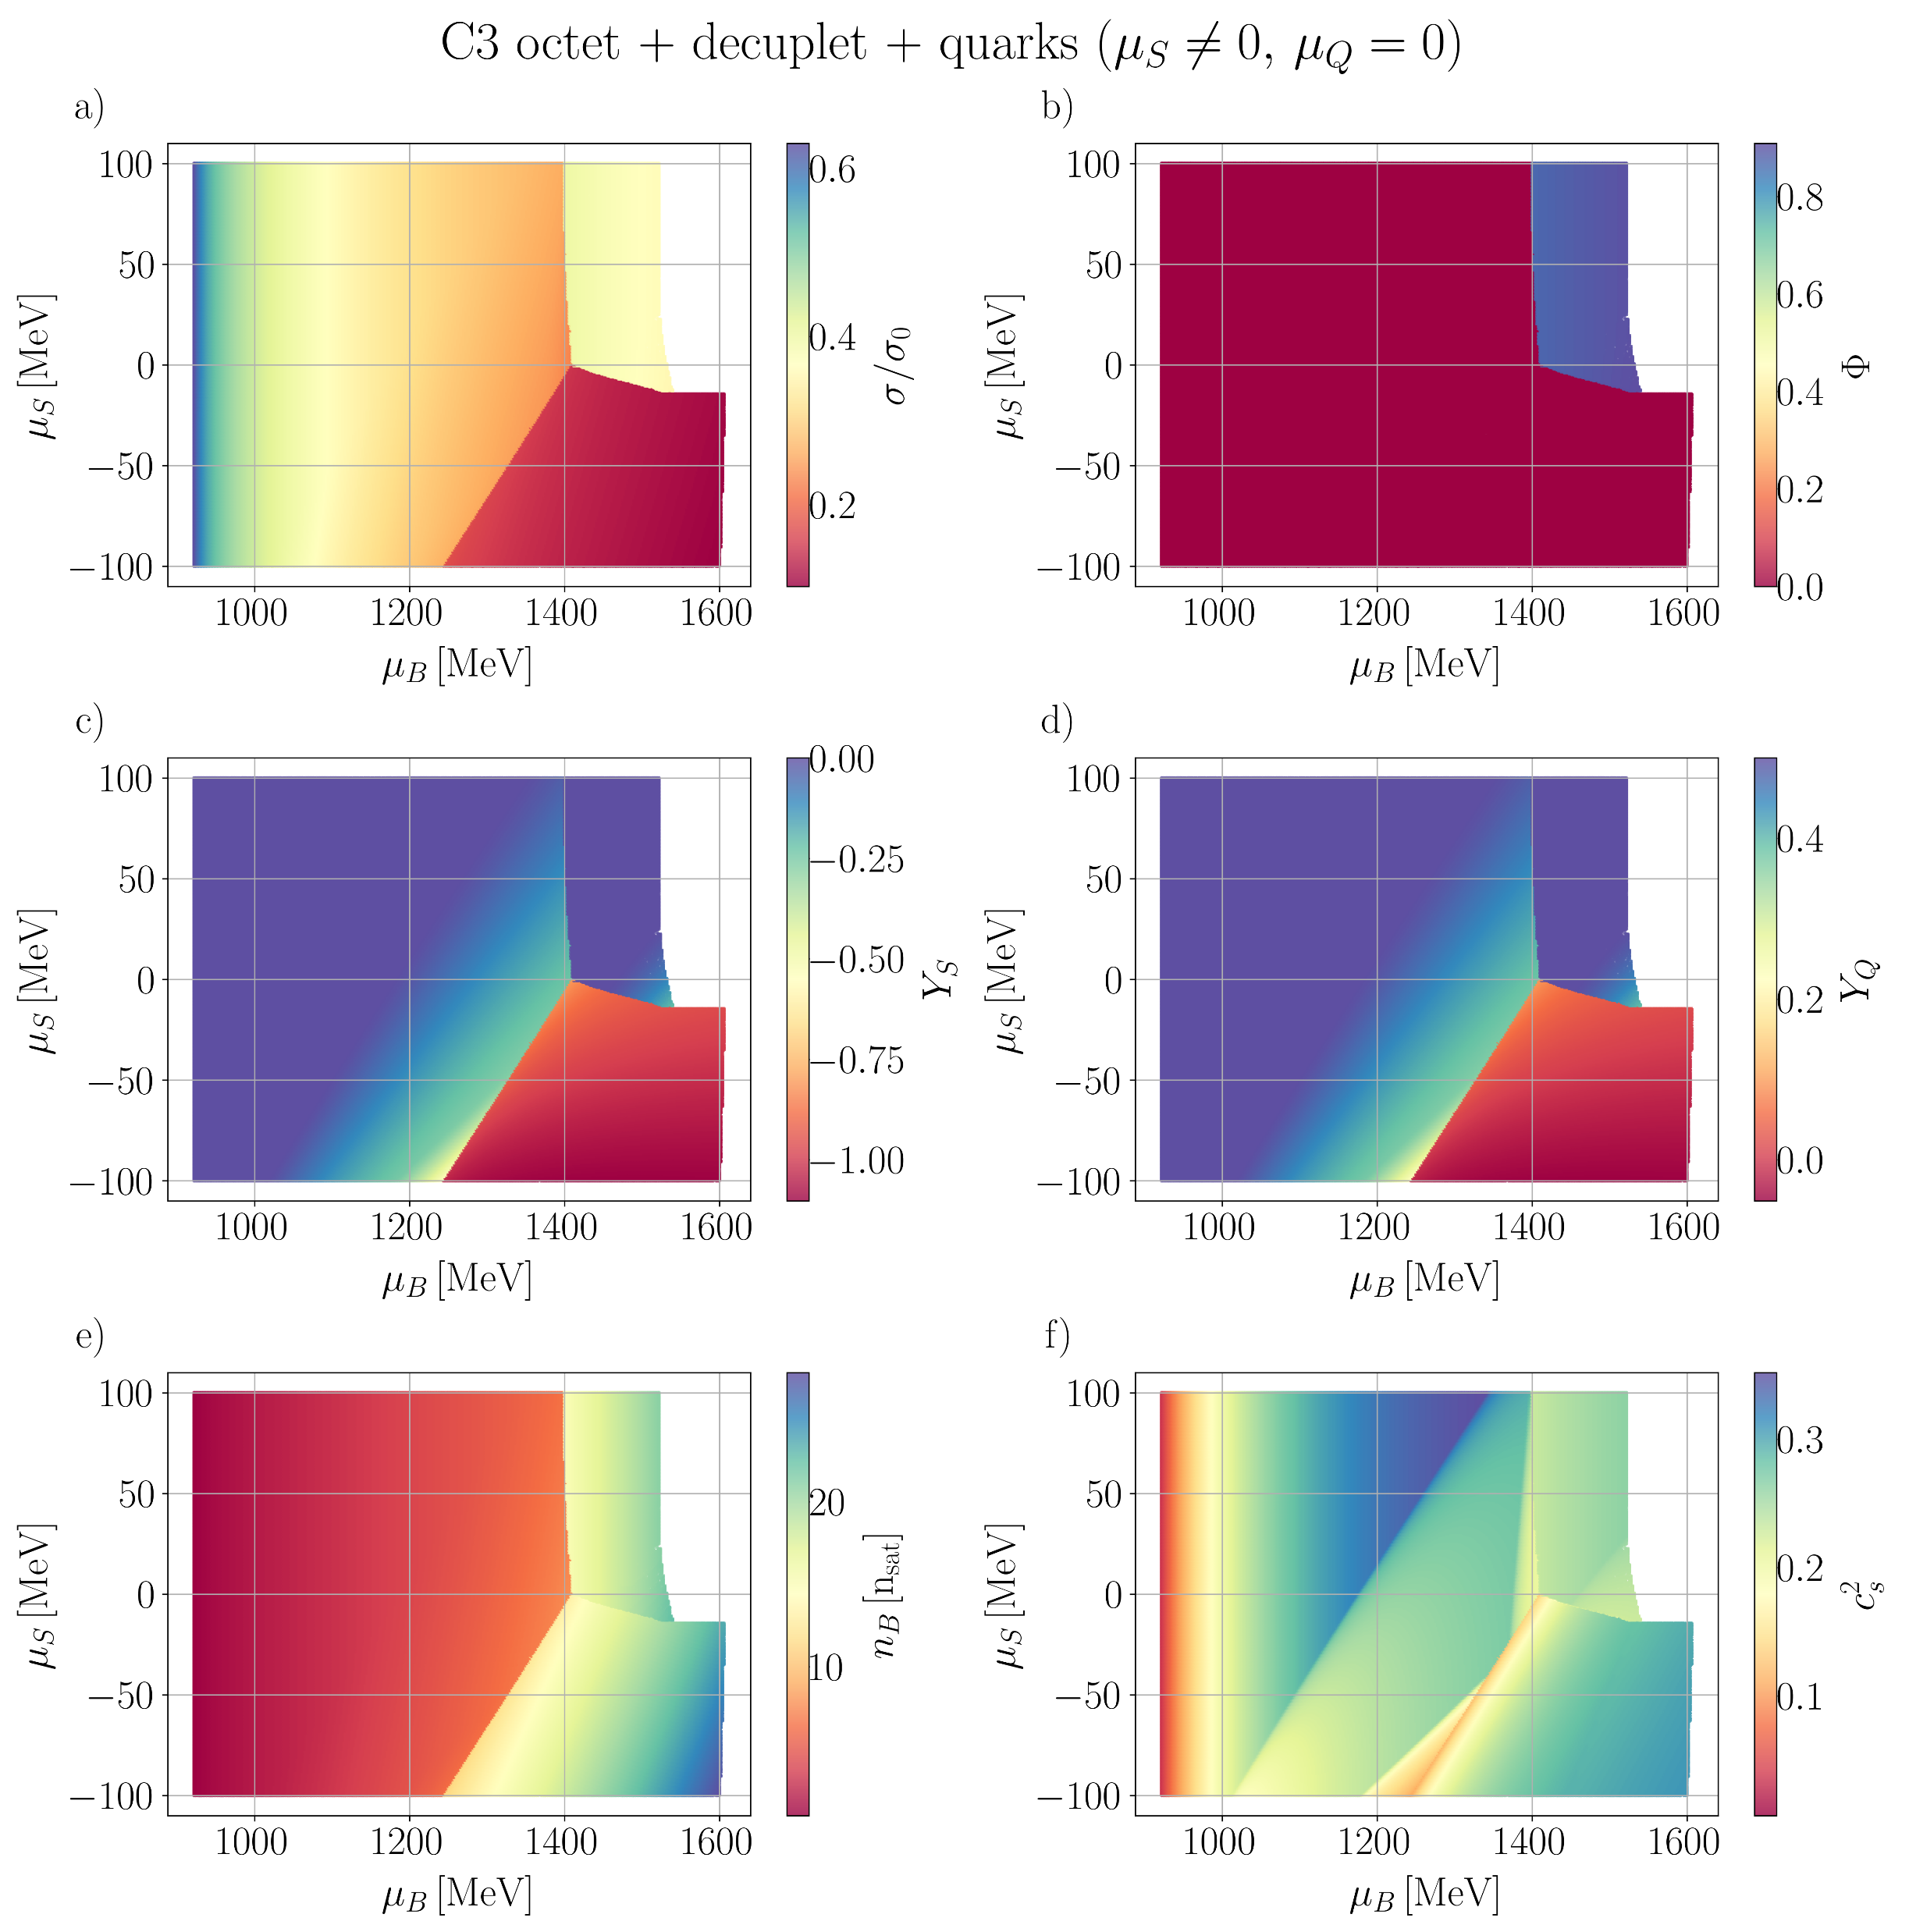 C3 octet + decuplet + quarks (μ_S ≠ 0, μ_Q = 0)
a)
100
50
0
−50
−100
μ_S [MeV]
1000 1200 1400 1600
μ_B [MeV]
0.6
0.4
0.2
σ/σ_0
b)
100
50
0
−50
−100
μ_S [MeV]
1000 1200 1400 1600
μ_B [MeV]
0.8
0.6
0.4
0.2
0.0
Φ
c)
100
50
0
−50
−100
μ_S [MeV]
1000 1200 1400 1600
μ_B [MeV]
0.00
−0.25
−0.50
−0.75
−1.00
Y_S
d)
100
50
0
−50
−100
μ_S [MeV]
1000 1200 1400 1600
μ_B [MeV]
0.4
0.2
0.0
Y_Q
e)
100
50
0
−50
−100
μ_S [MeV]
1000 1200 1400 1600
μ_B [MeV]
20
10
n_B [n_sat]
f)
100
50
0
−50
−100
μ_S [MeV]
1000 1200 1400 1600
μ_B [MeV]
0.3
0.2
0.1
c_s^2